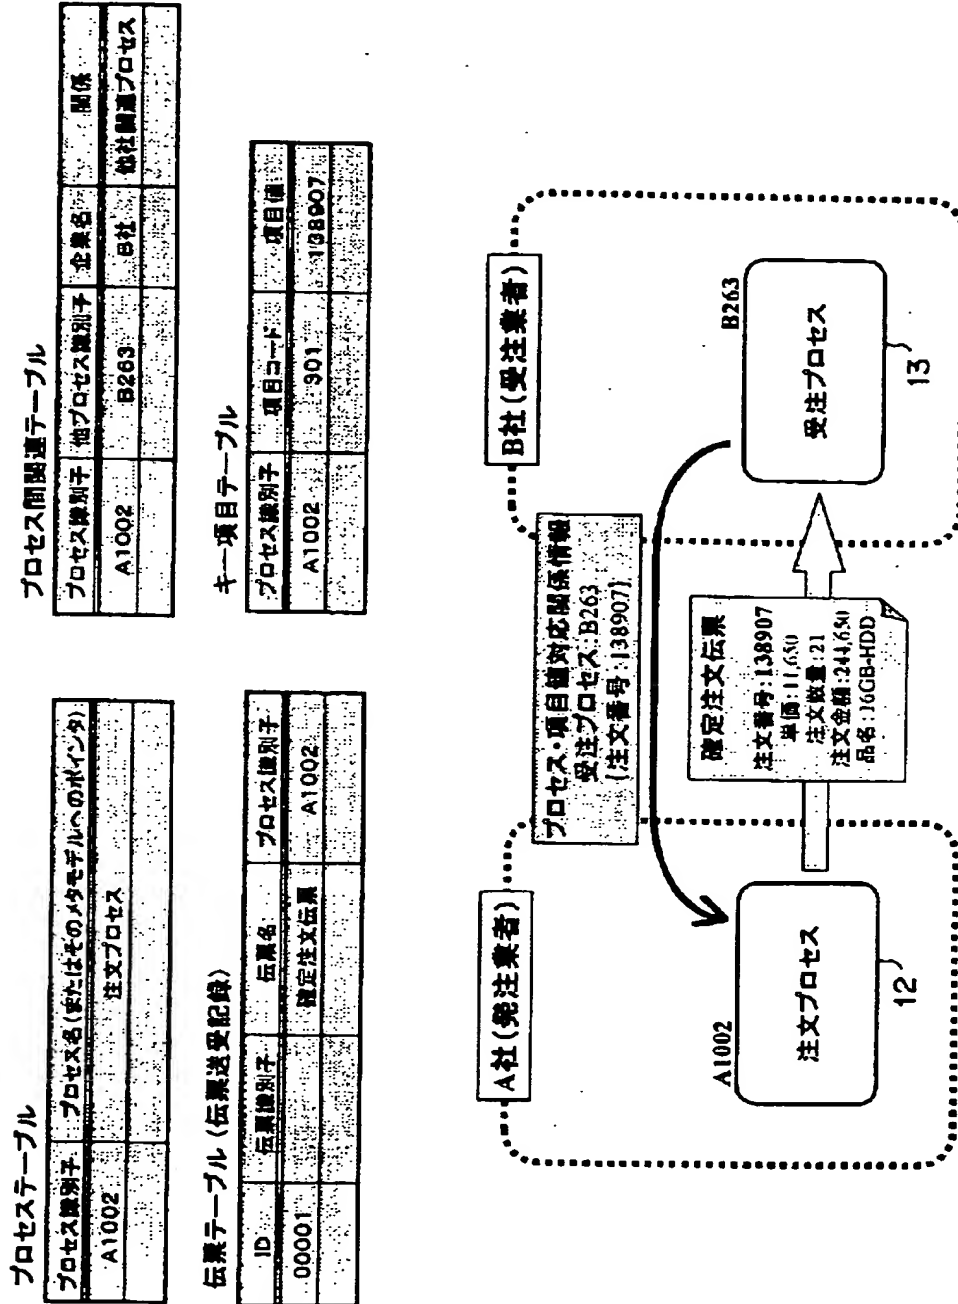 プロセステーブル
プロセス識別子 プロセス名(またはそのメタモデルへのポインタ)
A1002 注文プロセス
プロセス間関連テーブル
プロセス識別子 他プロセス識別子 企業名 関係
A1002 B263 B社 他社関連プロセス
伝票テーブル(伝票送受記録)
ID 伝票識別子 伝票名 プロセス識別子
00001 確定注文伝票 A1002
キー項目テーブル
プロセス識別子 項目コード 項目値
A1002 901 138907
A社(発注業者)
B社(受注業者)
プロセス・項目値対応関係情報
受注プロセス:B263
[注文番号:138907]
A1002
注文プロセス
12
確定注文伝票
注文番号:138907
単価:11,650
注文数量:21
注文金額:244,650
品名:16GB-HDD
B263
受注プロセス
13